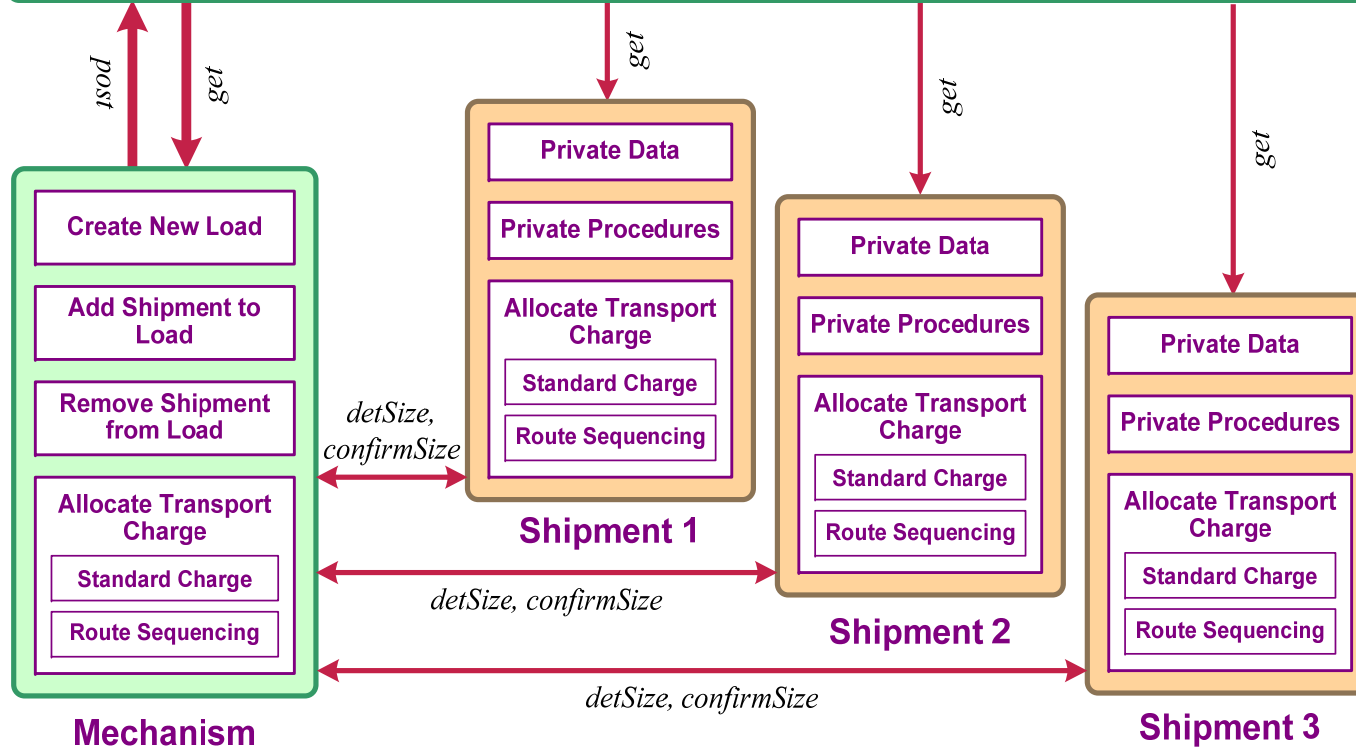 post
get
get
get
get
Create New Load
Add Shipment to
Load
Remove Shipment
from Load
Allocate Transport
Charge
Standard Charge
Route Sequencing
Mechanism
detSize,
confirmSize
detSize, confirmSize
detSize, confirmSize
Private Data
Private Procedures
Allocate Transport
Charge
Standard Charge
Route Sequencing
Shipment 1
Private Data
Private Procedures
Allocate Transport
Charge
Standard Charge
Route Sequencing
Shipment 2
Private Data
Private Procedures
Allocate Transport
Charge
Standard Charge
Route Sequencing
Shipment 3